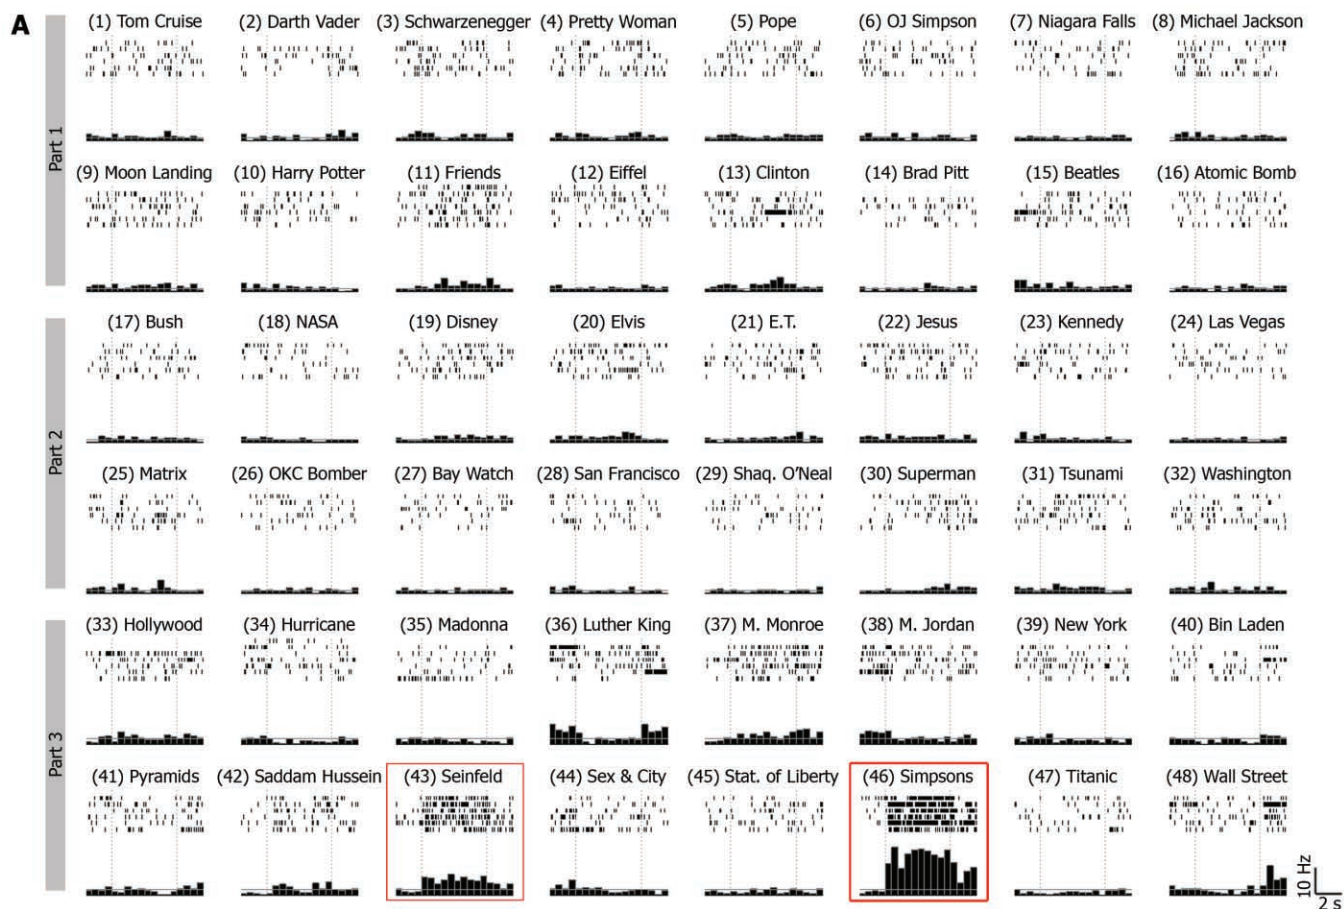 A
(1) Tom Cruise (2) Darth Vader (3) Schwarzenegger (4) Pretty Woman (5) Pope (6) OJ Simpson (7) Niagara Falls (8) Michael Jackson
Part 1
(9) Moon Landing (10) Harry Potter (11) Friends (12) Eiffel (13) Clinton (14) Brad Pitt (15) Beatles (16) Atomic Bomb
(17) Bush (18) NASA (19) Disney (20) Elvis (21) E.T. (22) Jesus (23) Kennedy (24) Las Vegas
Part 2
(25) Matrix (26) OKC Bomber (27) Bay Watch (28) San Francisco (29) Shaq. O'Neal (30) Superman (31) Tsunami (32) Washington
(33) Hollywood (34) Hurricane (35) Madonna (36) Luther King (37) M. Monroe (38) M. Jordan (39) New York (40) Bin Laden
Part 3
(41) Pyramids (42) Saddam Hussein (43) Seinfeld (44) Sex & City (45) Stat. of Liberty (46) Simpsons (47) Titanic (48) Wall Street
10 Hz
2 s